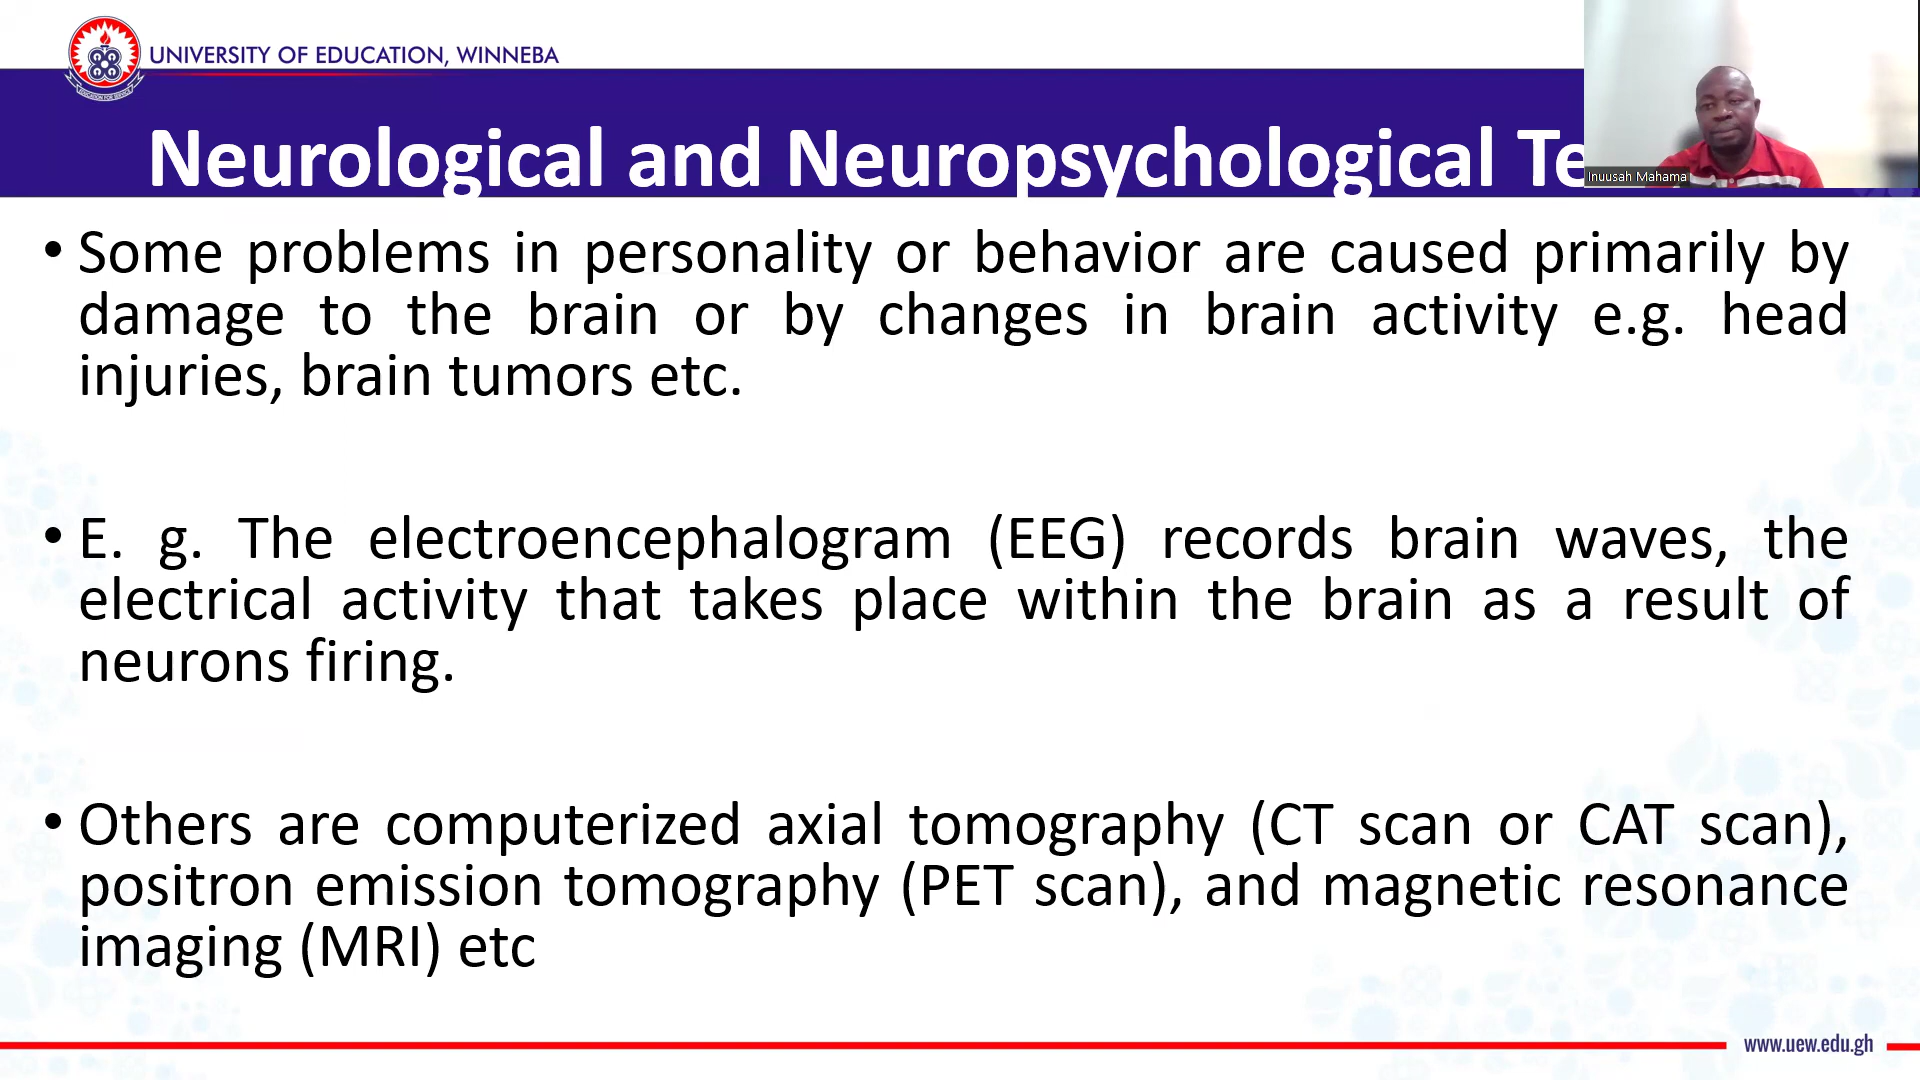 UNIVERSITY OF EDUCATION, WINNEBA
Neurological and Neuropsychological Te
Inuusah Mahama
• Some problems in personality or behavior are caused primarily by
damage to the brain or by changes in brain activity e.g. head
injuries, brain tumors etc.
• E. g. The electroencephalogram (EEG) records brain waves, the
electrical activity that takes place within the brain as a result of
neurons firing.
• Others are computerized axial tomography (CT scan or CAT scan),
positron emission tomography (PET scan), and magnetic resonance
imaging (MRI) etc
www.uew.edu.gh